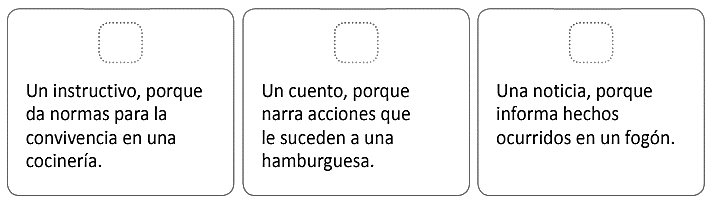 Un instructivo, porque
da normas para la
convivencia en una
cocinería.
Un cuento, porque
narra acciones que
le suceden a una
hamburguesa.
Una noticia, porque
informa hechos
ocurridos en un fogón.